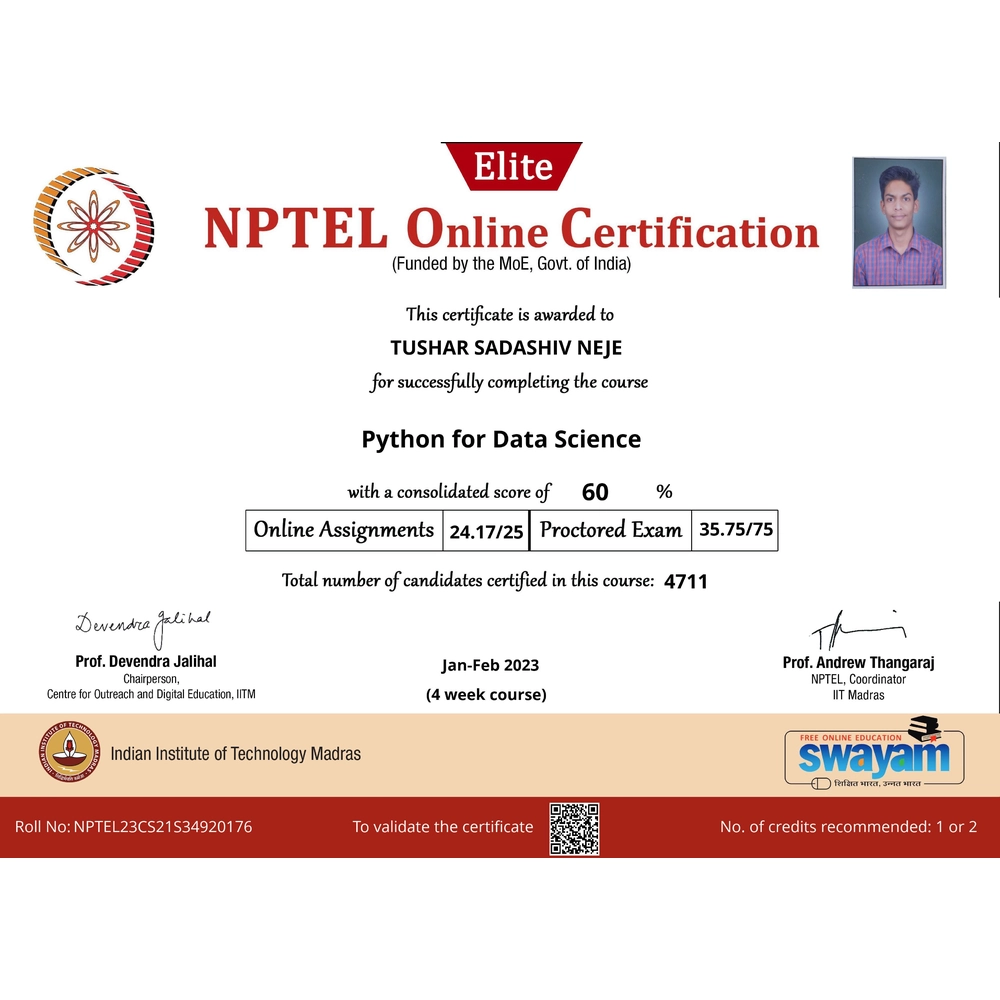 Elite
NPTEL Online Certification
(Funded by the MoE, Govt. of India)
This certificate is awarded to
TUSHAR SADASHIV NEJE
for successfully completing the course
Python for Data Science
with a consolidated score of 60 %
Online Assignments 24.17/25 Proctored Exam 35.75/75
Total number of candidates certified in this course: 4711
Devendra Jalihal
Prof. Devendra Jalihal
Chairperson,
Centre for Outreach and Digital Education, IITM
Jan-Feb 2023
(4 week course)
Prof. Andrew Thangaraj
NPTEL, Coordinator
IIT Madras
INDIAN INSTITUTE OF TECHNOLOGY MADRAS
Indian Institute of Technology Madras
FREE ONLINE EDUCATION
swayam
शिक्षित भारत, उन्नत भारत
Roll No: NPTEL23CS21S34920176
To validate the certificate
No. of credits recommended: 1 or 2